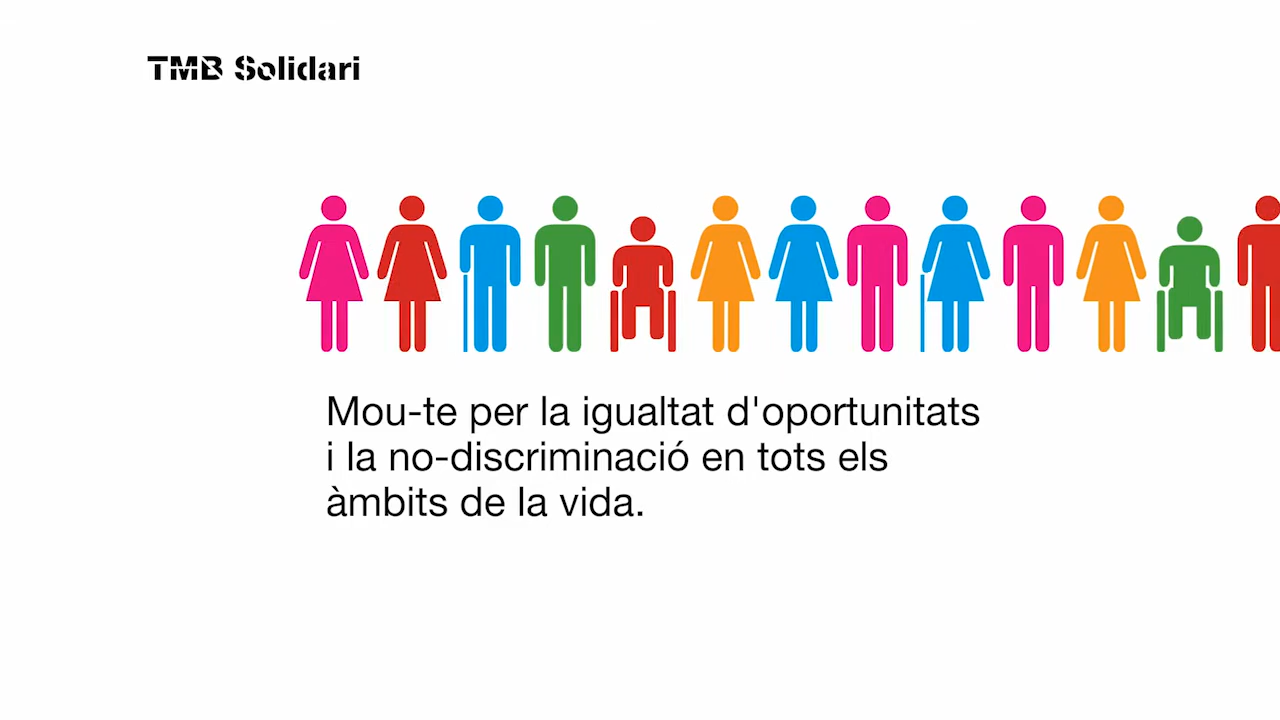 TMB Solidari
Mou-te per la igualtat d'oportunitats
i la no-discriminació en tots els
àmbits de la vida.